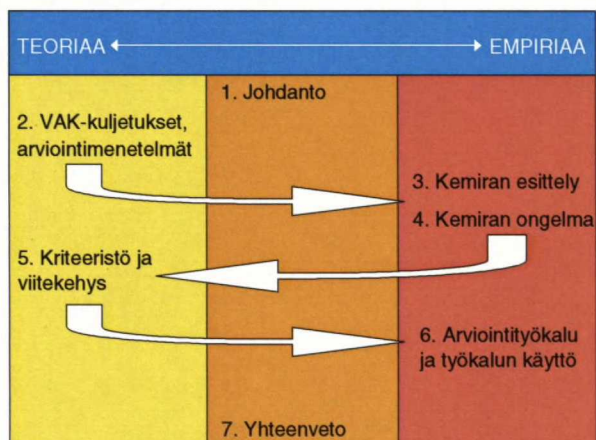 TEORIAA EMPIRIAA
1. Johdanto
2. VAK-kuljetukset,
arviointimenetelmät
3. Kemiran esittely
4. Kemiran ongelma
5. Kriteeristö ja
viitekehys
6. Arviointityökalu
ja työkalun käyttö
7. Yhteenveto